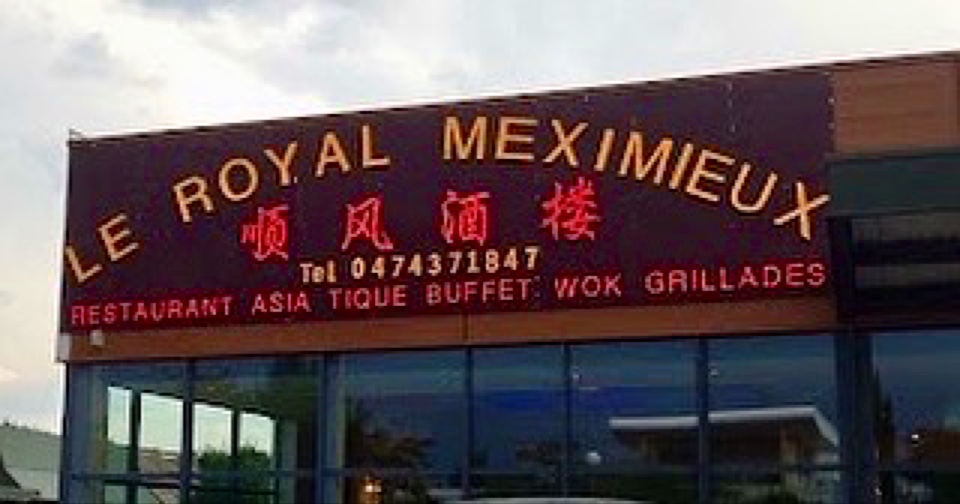 LE ROYAL MEXIMIEUX
顺风酒楼
Tel 0474371847
RESTAURANT ASIA TIQUE BUFFET WOK GRILLADES